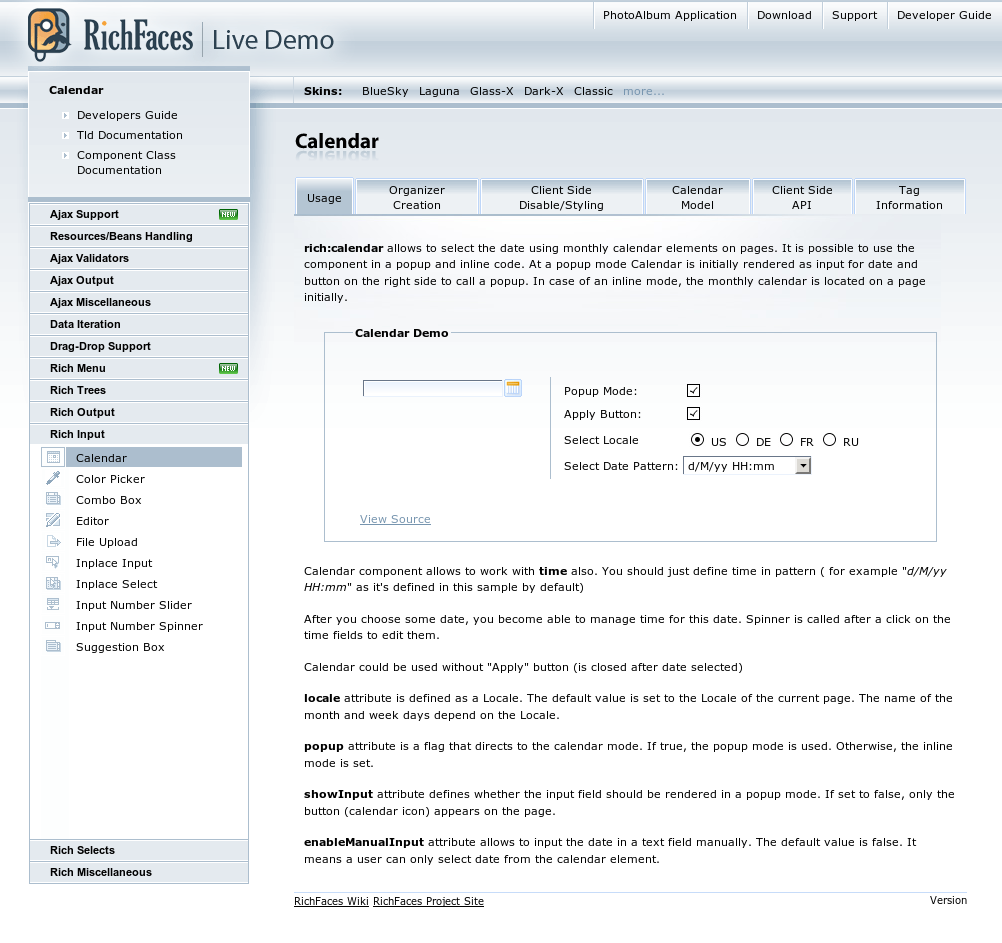 PhotoAlbum Application Download Support Developer Guide
RichFaces Live Demo
Skins: BlueSky Laguna Glass-X Dark-X Classic more...
Calendar
Developers Guide
Tld Documentation
Component Class
Documentation
Ajax Support NEW
Resources/Beans Handling
Ajax Validators
Ajax Output
Ajax Miscellaneous
Data Iteration
Drag-Drop Support
Rich Menu NEW
Rich Trees
Rich Output
Rich Input
Calendar
Color Picker
Combo Box
Editor
File Upload
Inplace Input
Inplace Select
Input Number Slider
Input Number Spinner
Suggestion Box
Rich Selects
Rich Miscellaneous
Calendar
Usage
Organizer
Creation
Client Side
Disable/Styling
Calendar
Model
Client Side
API
Tag
Information
rich:calendar allows to select the date using monthly calendar elements on pages. It is possible to use the
component in a popup and inline code. At a popup mode Calendar is initially rendered as input for date and
button on the right side to call a popup. In case of an inline mode, the monthly calendar is located on a page
initially.
Calendar Demo
Popup Mode:
Apply Button:
Select Locale US DE FR RU
Select Date Pattern: d/M/yy HH:mm
View Source
Calendar component allows to work with time also. You should just define time in pattern ( for example "d/M/yy
HH:mm" as it's defined in this sample by default)
After you choose some date, you become able to manage time for this date. Spinner is called after a click on the
time fields to edit them.
Calendar could be used without "Apply" button (is closed after date selected)
locale attribute is defined as a Locale. The default value is set to the Locale of the current page. The name of the
month and week days depend on the Locale.
popup attribute is a flag that directs to the calendar mode. If true, the popup mode is used. Otherwise, the inline
mode is set.
showInput attribute defines whether the input field should be rendered in a popup mode. If set to false, only the
button (calendar icon) appears on the page.
enableManualInput attribute allows to input the date in a text field manually. The default value is false. It
means a user can only select date from the calendar element.
RichFaces Wiki RichFaces Project Site Version